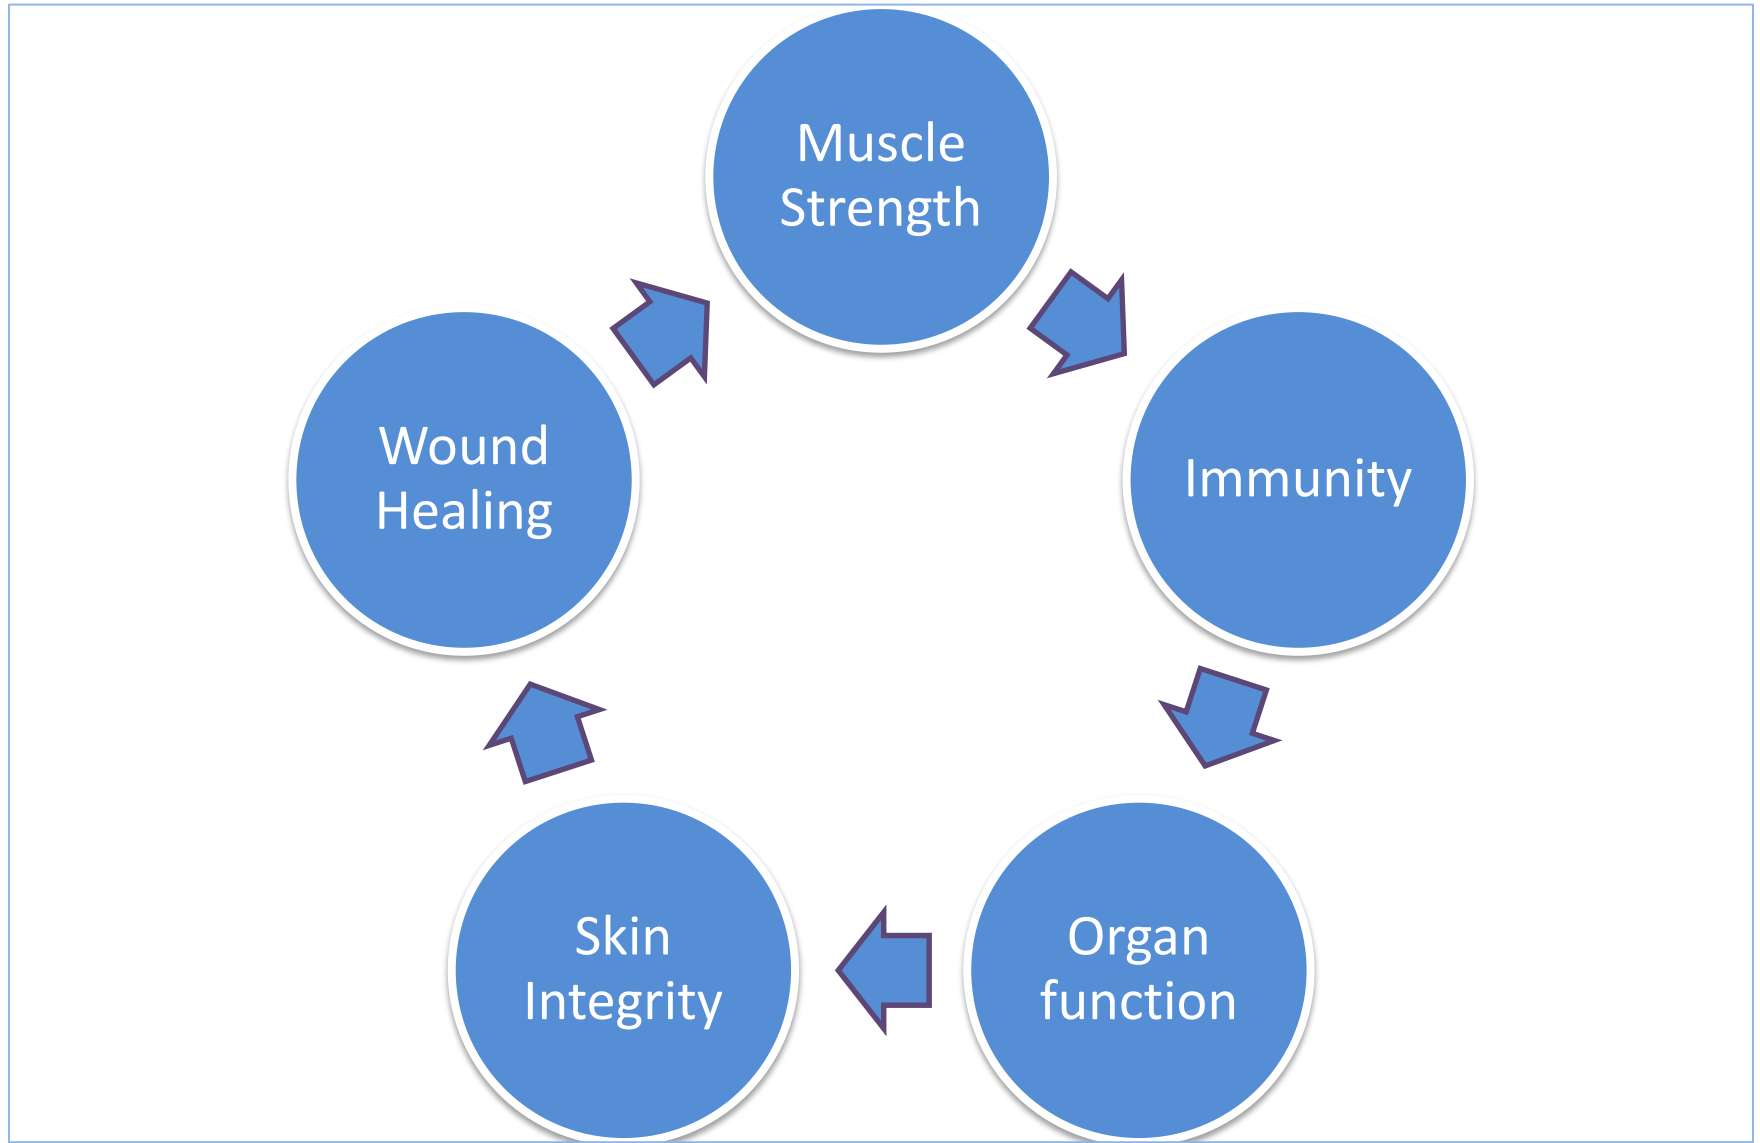 Muscle
Strength
Immunity
Organ
function
Skin
Integrity
Wound
Healing